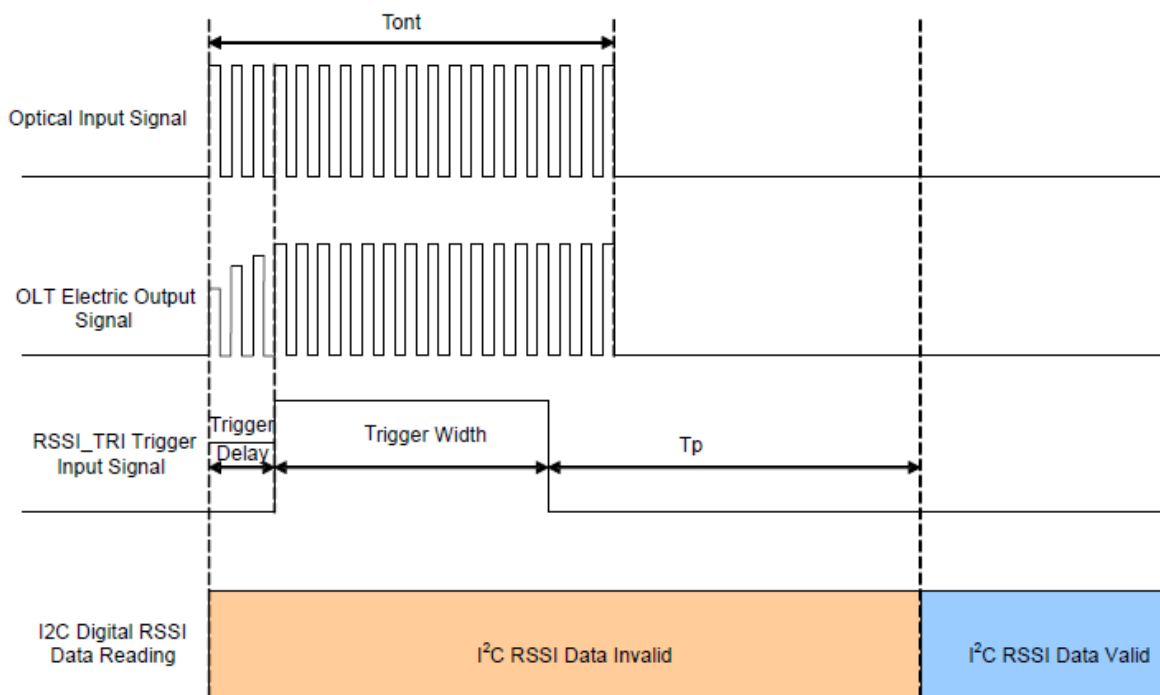 Tont
Optical Input Signal
OLT Electric Output
Signal
Trigger
Delay
RSSI_TRI Trigger
Input Signal
Trigger Width
Tp
I2C Digital RSSI
Data Reading
I²C RSSI Data Invalid
I²C RSSI Data Valid